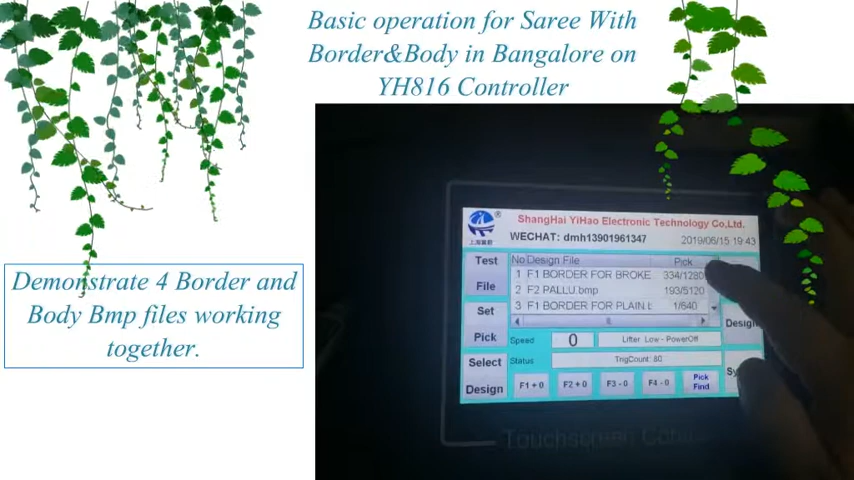 Basic operation for Saree With
Border&Body in Bangalore on
YH816 Controller
Demonstrate 4 Border and
Body Bmp files working
together.
ShangHai YiHao Electronic Technology Co,Ltd.
WECHAT: dmh13901961347
2019/06/15 19:43
Test
File
No Design File Pick
1 F1 BORDER FOR BROKE 334/1280
2 F2 PALLU.bmp 193/5120
3 F1 BORDER FOR PLAIN.b 1/640
Set
Pick
Design
Speed 0 Lifter Low - PowerOff
Status TrigCount: 80
Select
Design
F1 + 0 F2 + 0 F3 - 0 F4 - 0 Pick
Find
Touchscreen